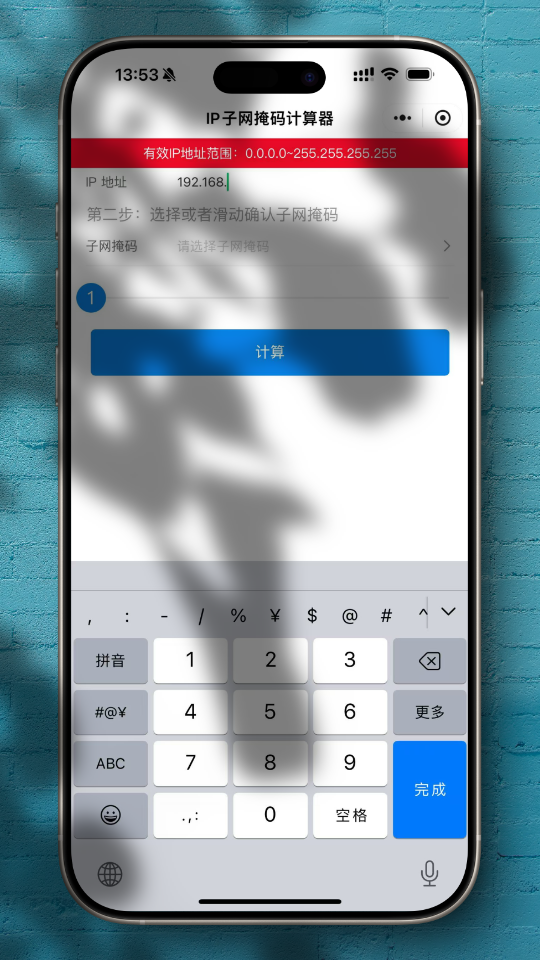 13:53
IP子网掩码计算器
有效IP地址范围：0.0.0.0~255.255.255.255
IP 地址 192.168.
第二步：选择或者滑动确认子网掩码
子网掩码 请选择子网掩码
1
计算
, : - / % ¥ $ @ # ^
拼音 1 2 3
#@¥ 4 5 6 更多
ABC 7 8 9 完成
.,: 0 空格